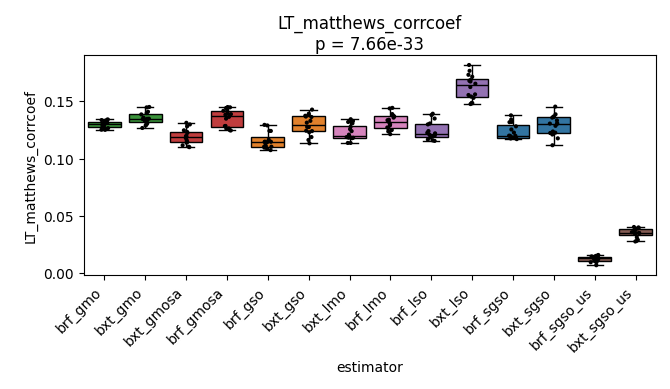 LT_matthews_corrcoef
p = 7.66e-33
LT_matthews_corrcoef
0.15
0.10
0.05
0.00
brf_gmo
bxt_gmo
bxt_gmosa
brf_gmosa
brf_gso
bxt_gso
bxt_lmo
brf_lmo
brf_lso
bxt_lso
brf_sgso
bxt_sgso
brf_sgso_us
bxt_sgso_us
estimator